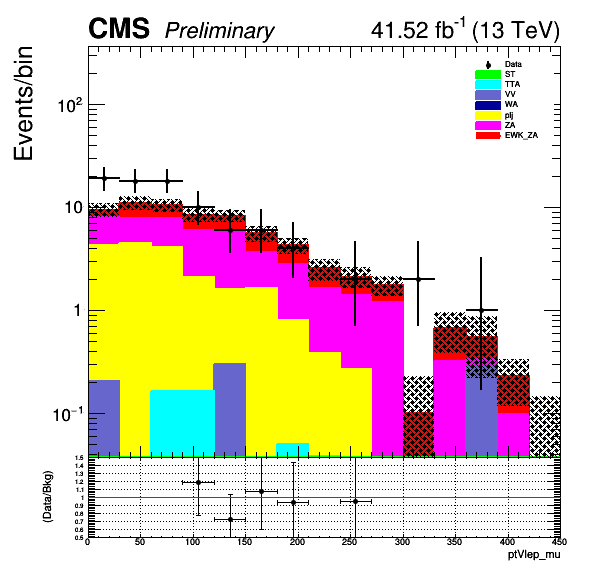 CMS Preliminary 41.52 fb⁻¹ (13 TeV)
Events/bin
10²
10
1
10⁻¹
Data
ST
TTA
VV
WA
plj
ZA
EWK_ZA
(Data/Bkg)
1.5
1.4
1.3
1.2
1.1
1
0.9
0.8
0.7
0.6
0.5
0 50 100 150 200 250 300 350 400 450
ptVlep_mu